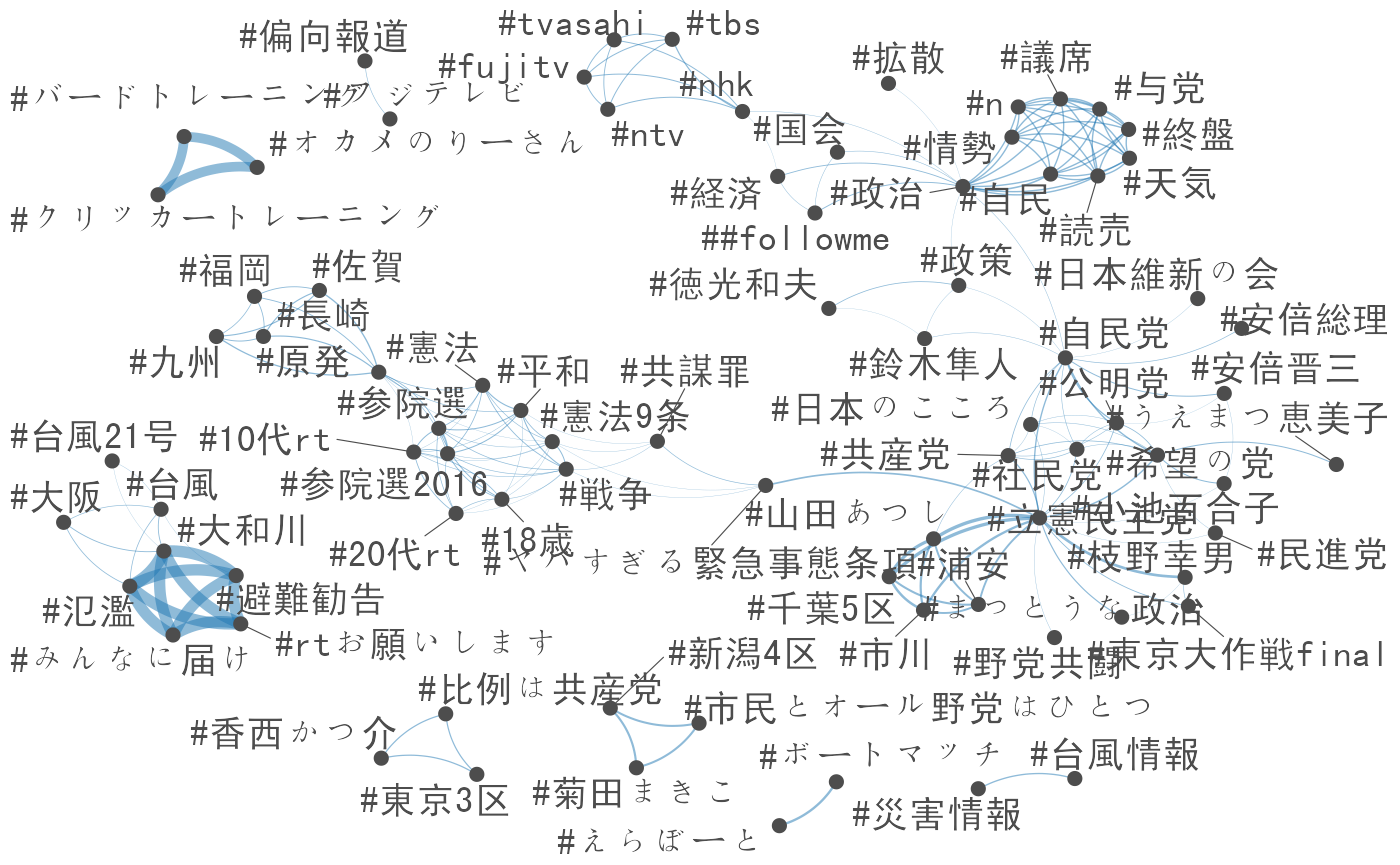 #偏向報道
#tvasahi
#tbs
#fujitv
#nhk
#ntv
#バードトレーニング
#フジテレビ
#オカメのりーさん
#クリッカートレーニング
#拡散
#議席
#n
#与党
#国会
#情勢
#終盤
#経済
#政治
#自民
#天気
##followme
#読売
#福岡
#佐賀
#長崎
#九州
#原発
#徳光和夫
#政策
#日本維新の会
#自民党
#安倍総理
#憲法
#平和
#共謀罪
#鈴木隼人
#公明党
#安倍晋三
#参院選
#憲法9条
#日本のこころ
#うえまつ恵美子
#台風21号
#10代rt
#共産党
#社民党
#希望の党
#大阪
#台風
#参院選2016
#戦争
#山田あつし
#立憲民主党
#小池百合子
#大和川
#20代rt
#18歳
#ヤバすぎる緊急事態条項
#浦安
#枝野幸男
#民進党
#氾濫
#避難勧告
#千葉5区
#まっとうな政治
#みんなに届け
#rtお願いします
#新潟4区
#市川
#野党共闘
#東京大作戦final
#比例は共産党
#市民とオール野党はひとつ
#香西かつ介
#東京3区
#菊田まきこ
#ボートマッチ
#台風情報
#災害情報
#えらぼーと